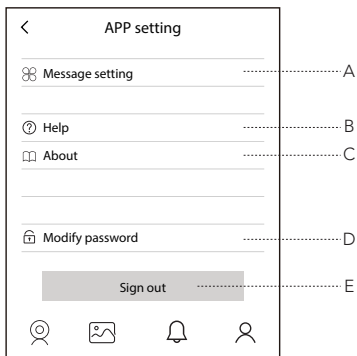 APP setting
Message setting A
Help B
About C
Modify password D
Sign out E